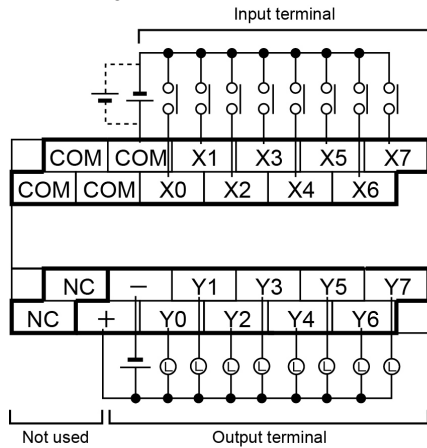 Input terminal
COM COM X1 X3 X5 X7
COM COM X0 X2 X4 X6
NC − Y1 Y3 Y5 Y7
NC + Y0 Y2 Y4 Y6
L L L L L L L L
Not used Output terminal